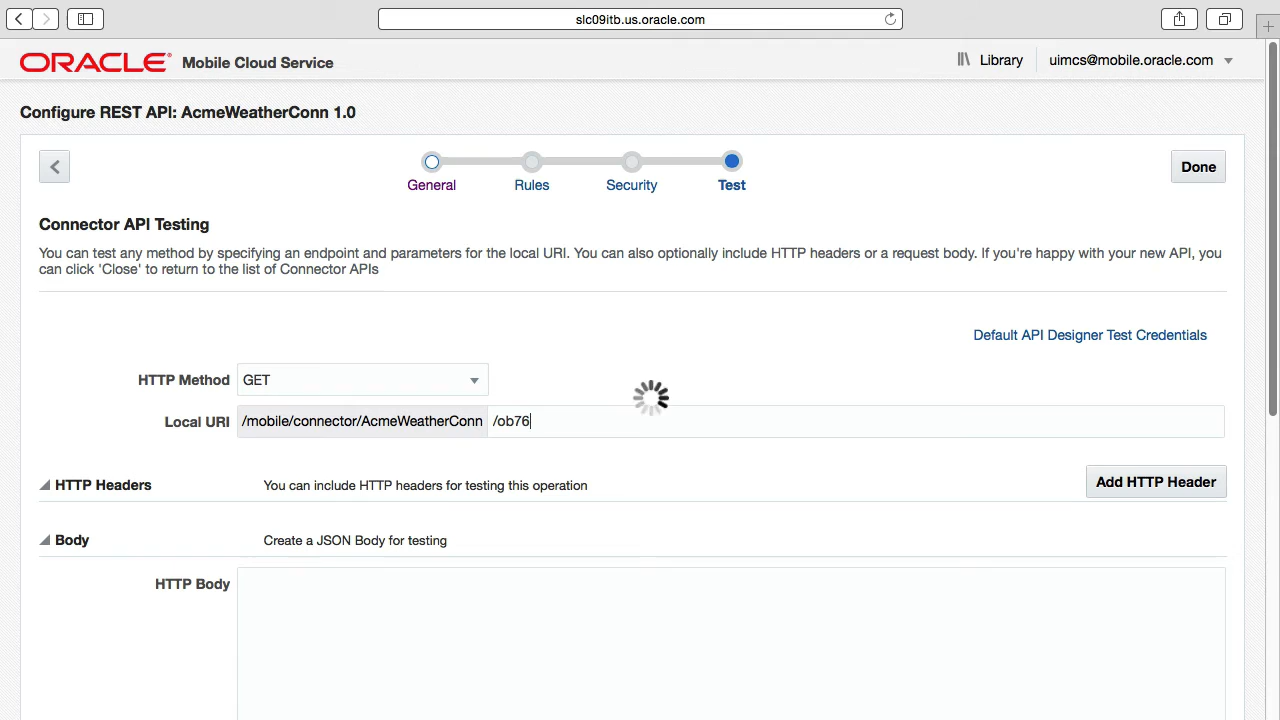 slc09itb.us.oracle.com
ORACLE® Mobile Cloud Service
Library
uimcs@mobile.oracle.com
Configure REST API: AcmeWeatherConn 1.0
General
Rules
Security
Test
Done
Connector API Testing
You can test any method by specifying an endpoint and parameters for the local URI. You can also optionally include HTTP headers or a request body. If you're happy with your new API, you
can click 'Close' to return to the list of Connector APIs
Default API Designer Test Credentials
HTTP Method GET
Local URI /mobile/connector/AcmeWeatherConn /ob76
HTTP Headers You can include HTTP headers for testing this operation Add HTTP Header
Body Create a JSON Body for testing
HTTP Body